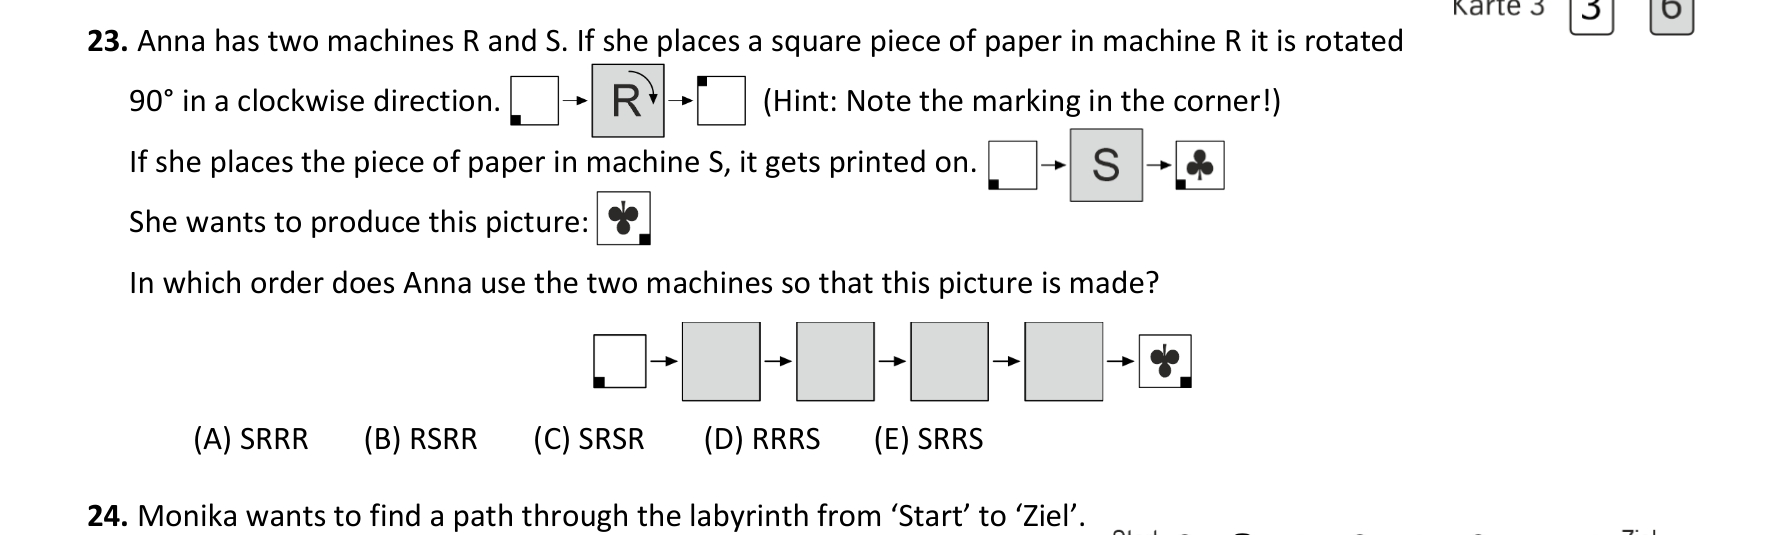 Karte 3 3 6
23. Anna has two machines R and S. If she places a square piece of paper in machine R it is rotated
90° in a clockwise direction. R (Hint: Note the marking in the corner!)
If she places the piece of paper in machine S, it gets printed on. S
She wants to produce this picture:
In which order does Anna use the two machines so that this picture is made?
(A) SRRR (B) RSRR (C) SRSR (D) RRRS (E) SRRS
24. Monika wants to find a path through the labyrinth from ‘Start’ to ‘Ziel’.